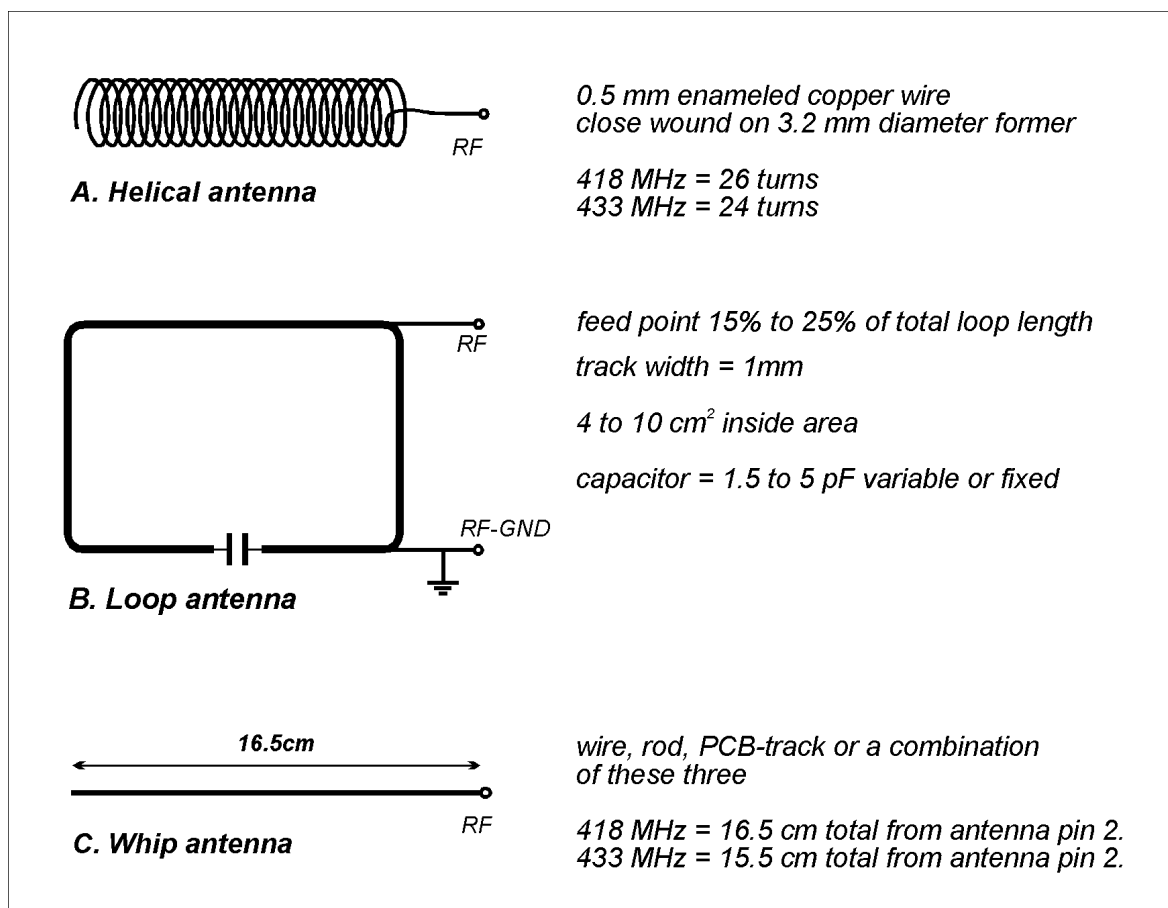 0.5 mm enameled copper wire
close wound on 3.2 mm diameter former
RF
A. Helical antenna
418 MHz = 26 turns
433 MHz = 24 turns
feed point 15% to 25% of total loop length
RF
track width = 1mm
4 to 10 cm² inside area
capacitor = 1.5 to 5 pF variable or fixed
RF-GND
B. Loop antenna
16.5cm
wire, rod, PCB-track or a combination
of these three
RF
C. Whip antenna
418 MHz = 16.5 cm total from antenna pin 2.
433 MHz = 15.5 cm total from antenna pin 2.